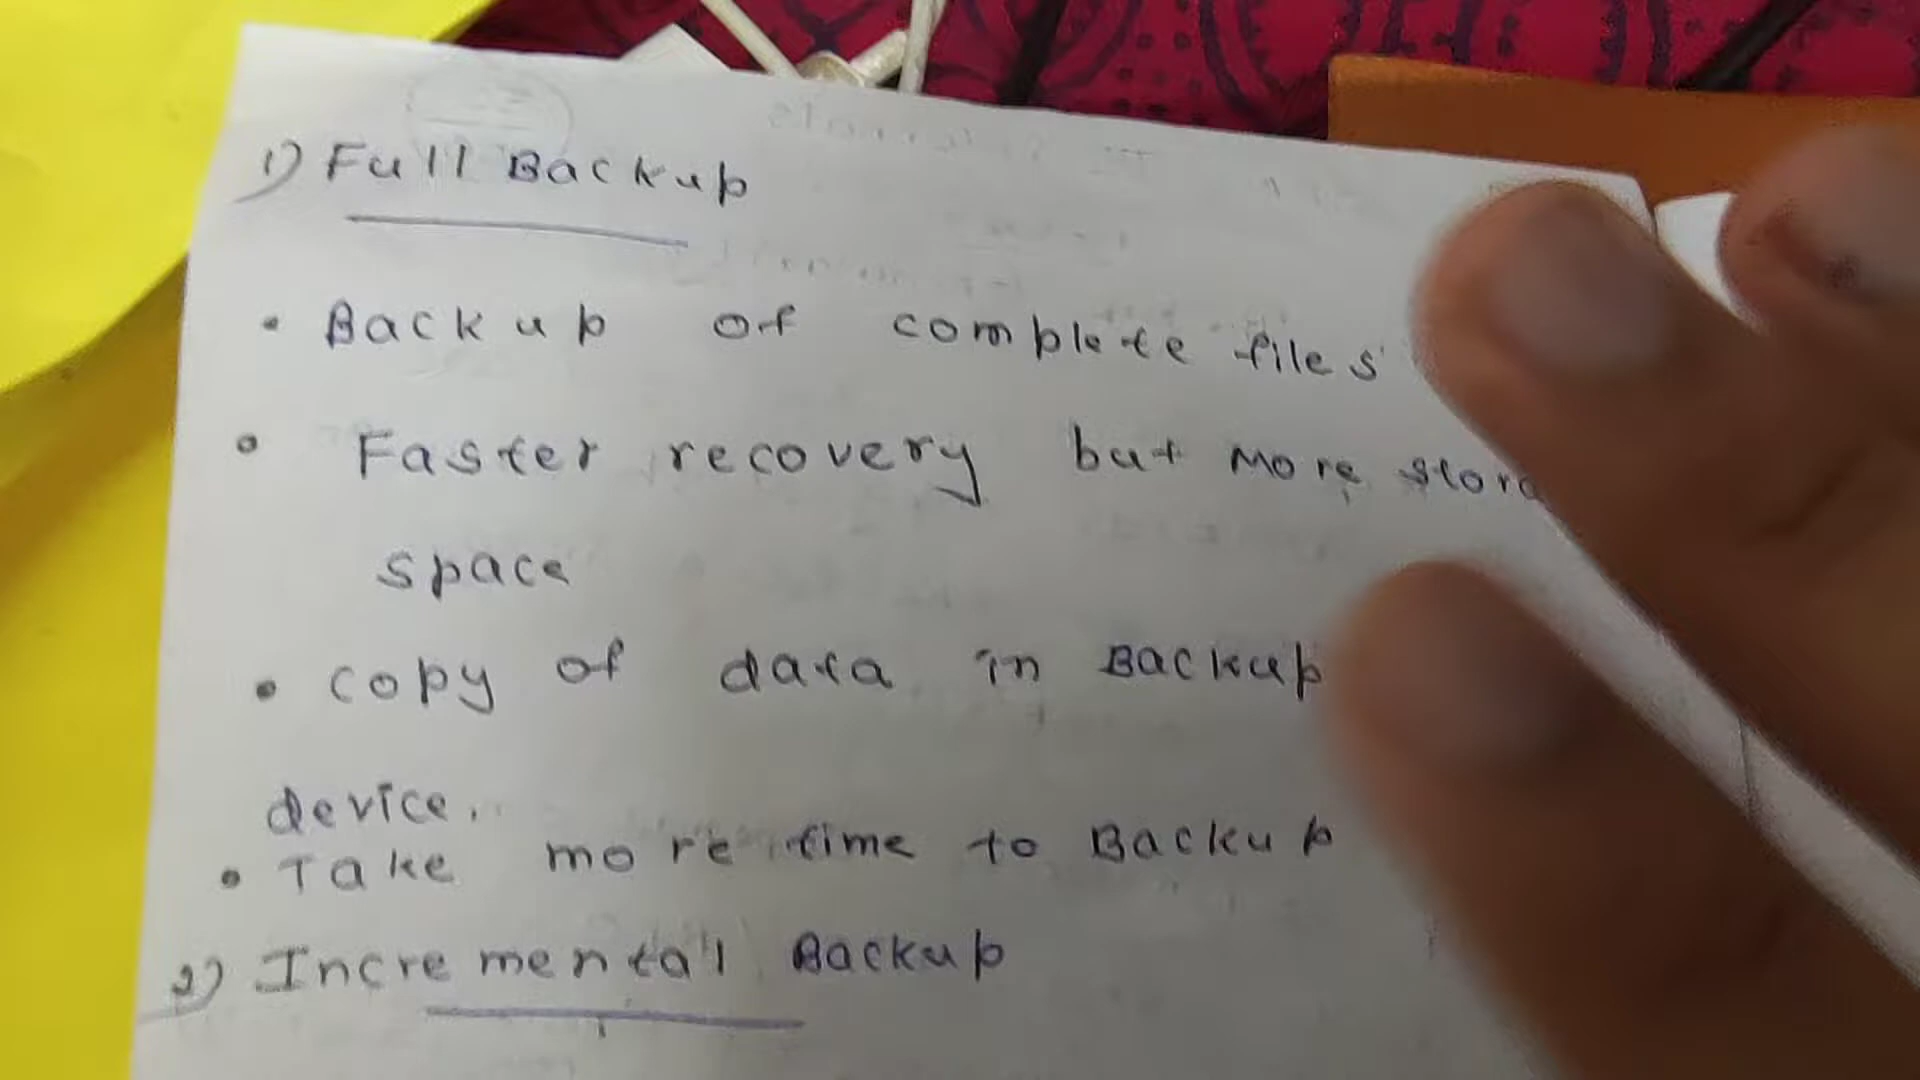 1) Full Backup
• Backup of complete files
• Faster recovery but More
space
• copy of data in Backup
device.
• Take more time to Backup
2) Incremental Backup